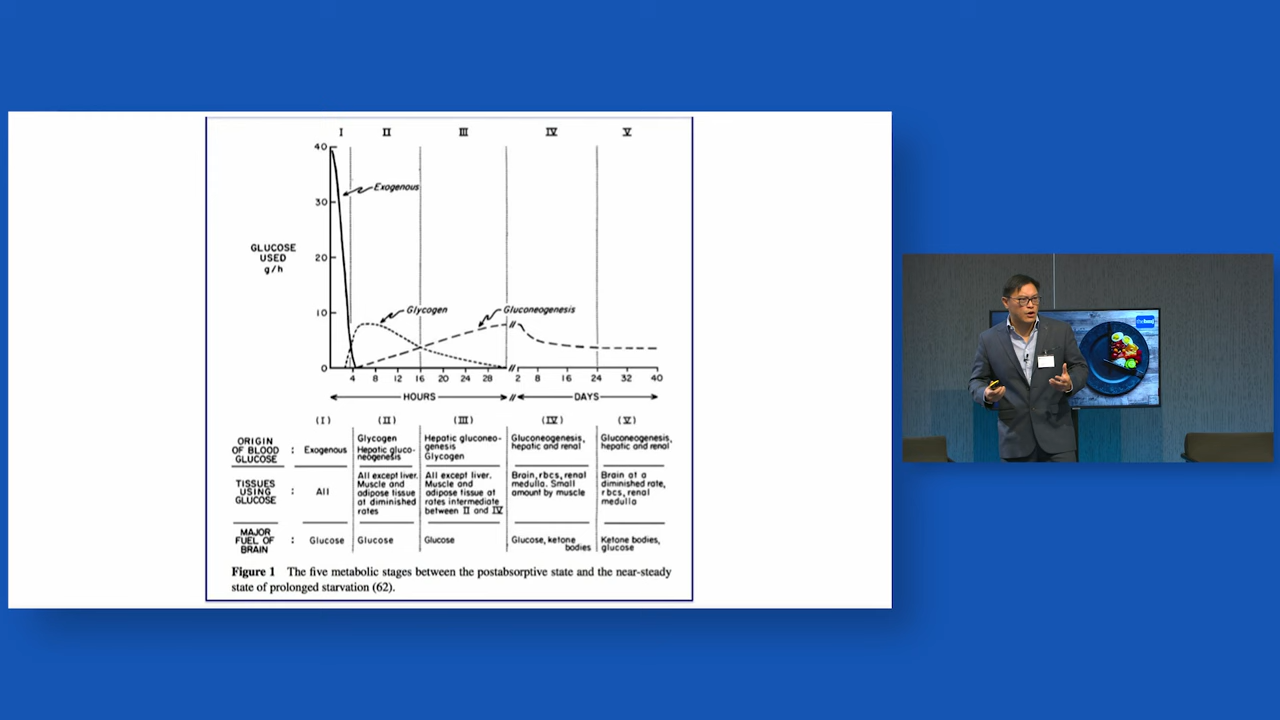 I II III IV V
40
30
20
10
0
GLUCOSE
USED
g/h
Exogenous
Glycogen
Gluconeogenesis
4 8 12 16 20 24 28 2 8 16 24 32 40
HOURS // DAYS
(I) (II) (III) (IV) (V)
ORIGIN
OF BLOOD
GLUCOSE :
Exogenous
Glycogen
Hepatic gluco-
neogenesis
Hepatic gluconeo-
genesis
Glycogen
Gluconeogenesis,
hepatic and renal
Gluconeogenesis,
hepatic and renal
TISSUES
USING
GLUCOSE :
All
All except liver.
Muscle and
adipose tissue
at diminished
rates
All except liver.
Muscle and
adipose tissue at
rates intermediate
between II and IV
Brain, rbcs, renal
medulla. Small
amount by muscle
Brain at a
diminished rate,
rbcs, renal
medulla
MAJOR
FUEL OF
BRAIN :
Glucose
Glucose
Glucose
Glucose, ketone
bodies
Ketone bodies,
glucose
Figure 1 The five metabolic stages between the postabsorptive state and the near-steady
state of prolonged starvation (62).